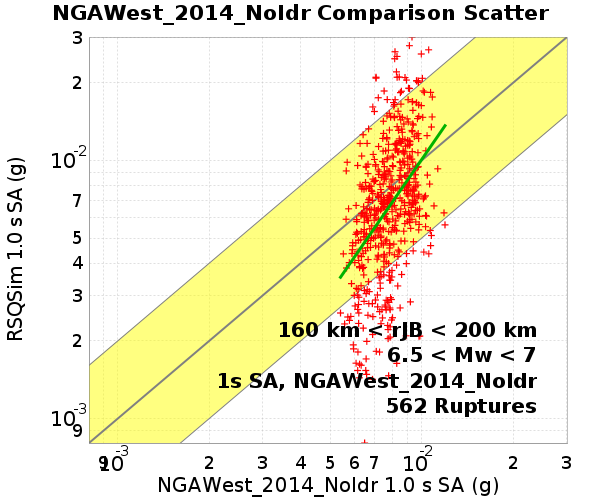 NGAWest_2014_NoIdr Comparison Scatter
3
2
10-2
7
5
4
3
2
10-3
9
RSQSim 1.0 s SA (g)
160 km < rJB < 200 km
6.5 < Mw < 7
1s SA, NGAWest_2014_NoIdr
562 Ruptures
9 10-3 2 3 4 5 6 7 10-2 2 3
NGAWest_2014_NoIdr 1.0 s SA (g)